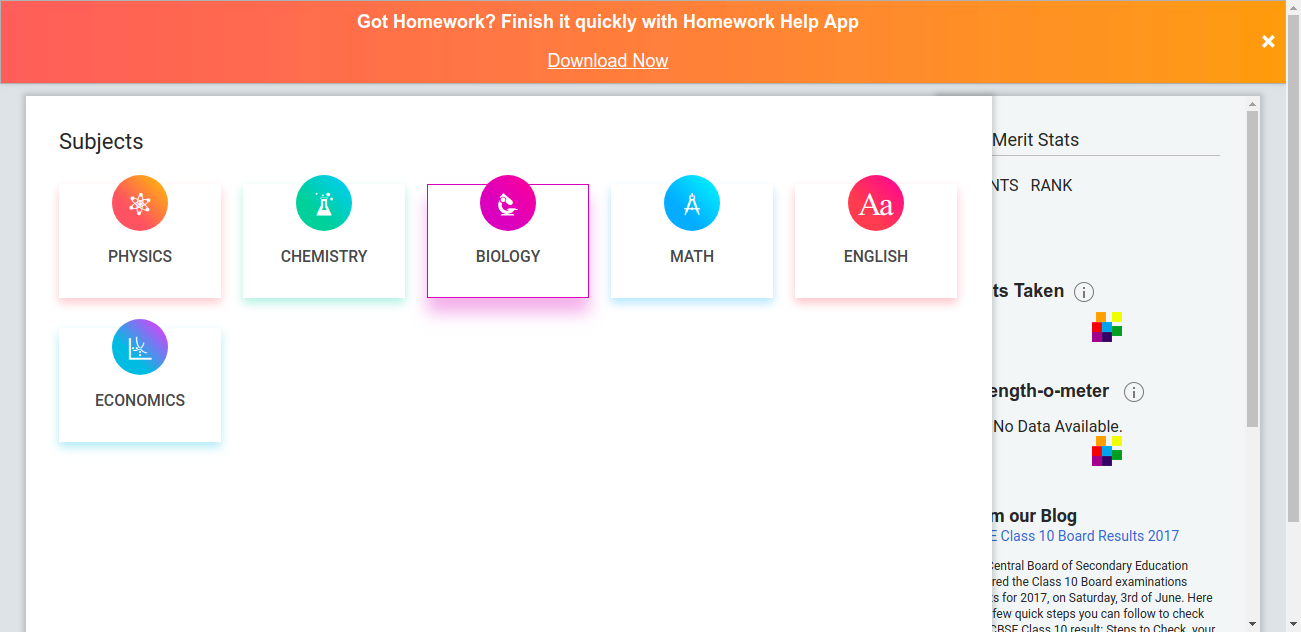 Got Homework? Finish it quickly with Homework Help App
Download Now
Subjects
PHYSICS
CHEMISTRY
BIOLOGY
MATH
Aa
ENGLISH
ECONOMICS
Merit Stats
NTS RANK
ts Taken
ength-o-meter
No Data Available.
m our Blog
E Class 10 Board Results 2017
Central Board of Secondary Education
red the Class 10 Board examinations
s for 2017, on Saturday, 3rd of June. Here
few quick steps you can follow to check
CBSE Class 10 result: Steps to Check your